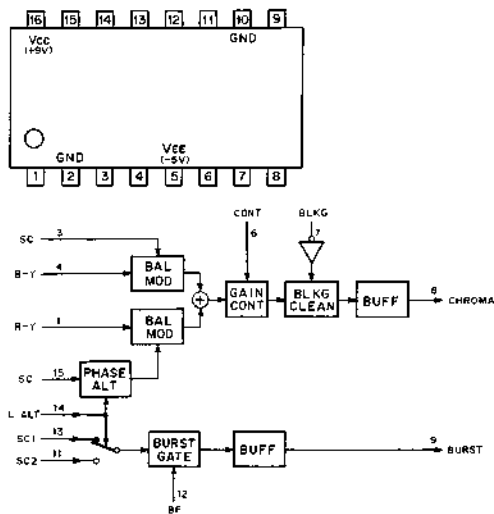 16 15 14 13 12 11 10 9
VCC GND
(+9V)
VEE
GND (-5V)
1 2 3 4 5 6 7 8
CONT BLKG
SC 3 6 7
B-Y 4 BAL MOD
GAIN CONT BLKG CLEAN BUFF 8 CHROMA
R-Y 1 BAL MOD
SC 15 PHASE ALT
L ALT 14
SC1 13
BURST GATE BUFF 9 BURST
SC2 11
12
BF